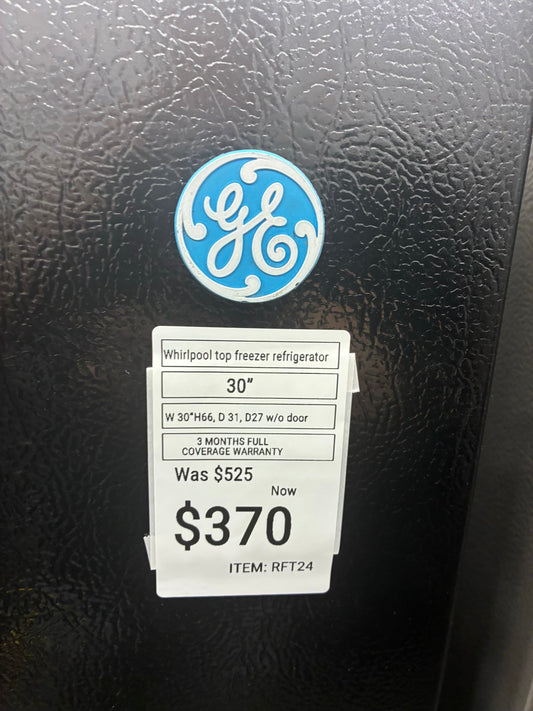 GE
Whirlpool top freezer refrigerator
30”
W 30“H66, D 31, D27 w/o door
3 MONTHS FULL
COVERAGE WARRANTY
Was $525
Now
$370
ITEM: RFT24